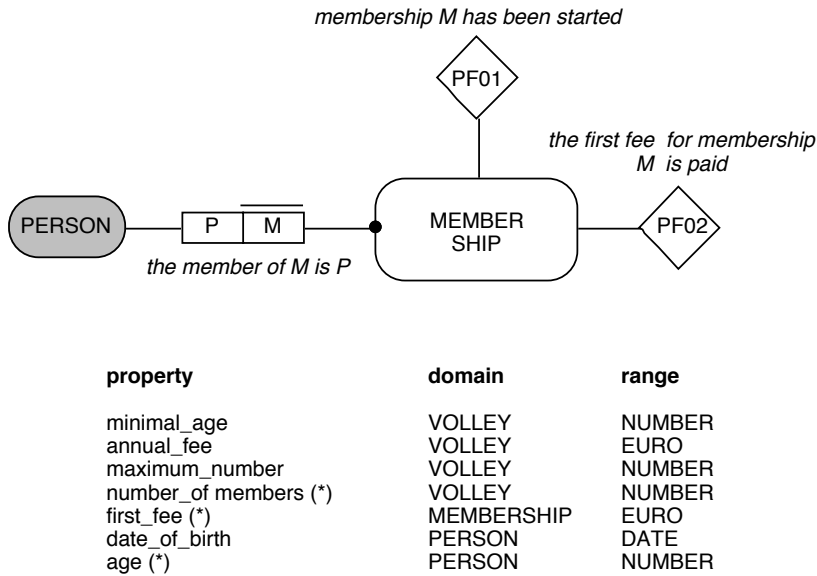 membership M has been started
PF01
the first fee for membership
M is paid
PERSON
P
M
MEMBER
SHIP
PF02
the member of M is P
property domain range
minimal_age VOLLEY NUMBER
annual_fee VOLLEY EURO
maximum_number VOLLEY NUMBER
number_of members (*) VOLLEY NUMBER
first_fee (*) MEMBERSHIP EURO
date_of_birth PERSON DATE
age (*) PERSON NUMBER